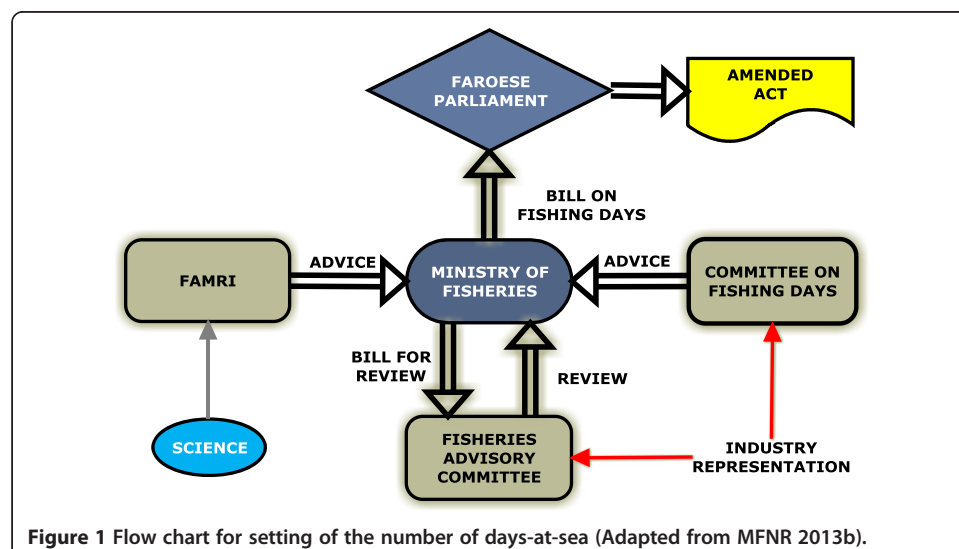 FAROESE
PARLIAMENT
AMENDED
ACT
BILL ON
FISHING DAYS
FAMRI
ADVICE
MINISTRY OF
FISHERIES
ADVICE
COMMITTEE ON
FISHING DAYS
BILL FOR
REVIEW
REVIEW
SCIENCE
FISHERIES
ADVISORY
COMMITTEE
INDUSTRY
REPRESENTATION
Figure 1 Flow chart for setting of the number of days-at-sea (Adapted from MFNR 2013b).